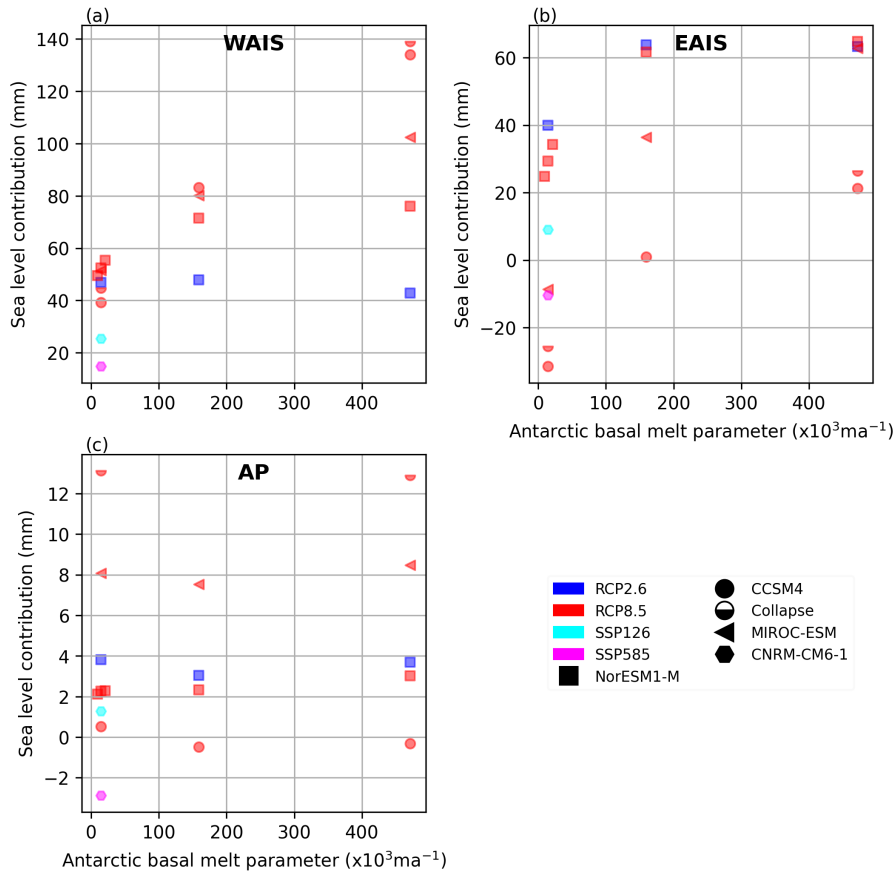 (a)
WAIS
Sea level contribution (mm)
140
120
100
80
60
40
20
0 100 200 300 400
(b)
EAIS
Sea level contribution (mm)
60
40
20
0
−20
0 100 200 300 400
Antarctic basal melt parameter (x10³ma⁻¹)
(c)
AP
Sea level contribution (mm)
12
10
8
6
4
2
0
−2
0 100 200 300 400
Antarctic basal melt parameter (x10³ma⁻¹)
RCP2.6
RCP8.5
SSP126
SSP585
NorESM1-M
CCSM4
Collapse
MIROC-ESM
CNRM-CM6-1